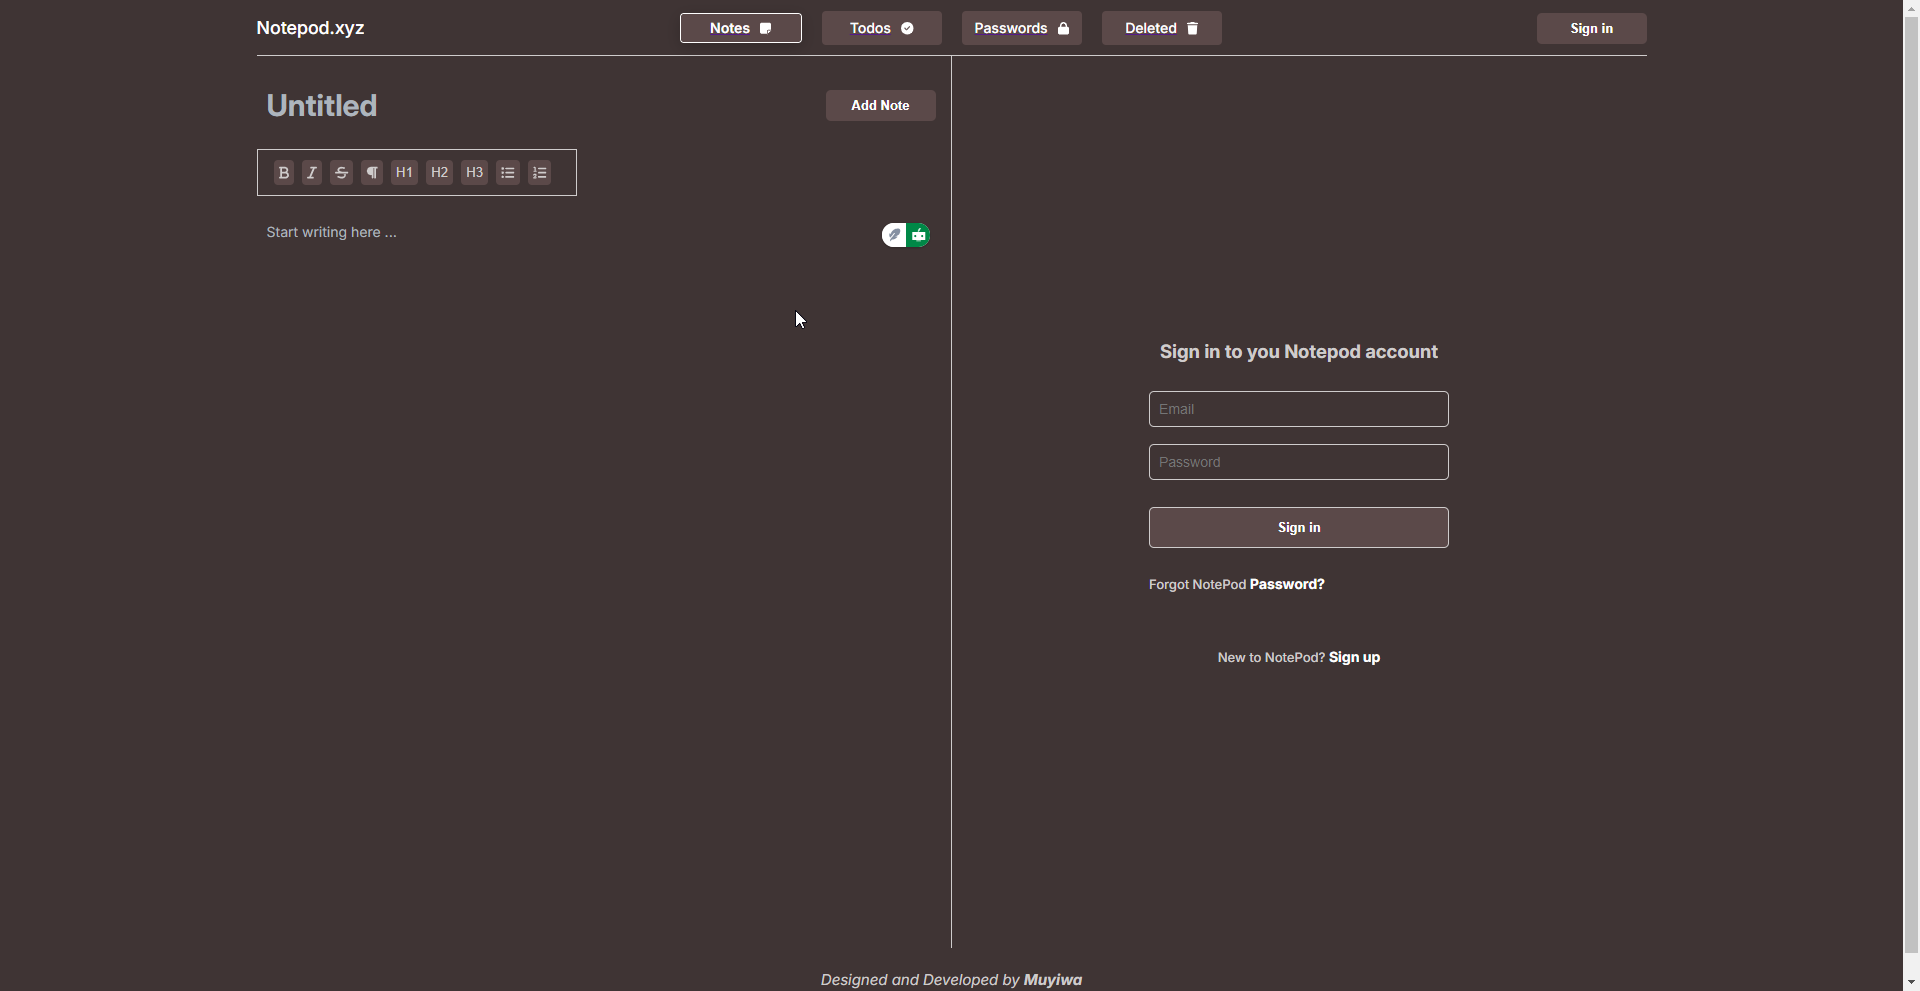 Notepod.xyz
Notes
Todos
Passwords
Deleted
Sign in
Untitled
Add Note
B I S ¶ H1 H2 H3
Start writing here ...
Sign in to you Notepod account
Email
Password
Sign in
Forgot NotePod Password?
New to NotePod? Sign up
Designed and Developed by Muyiwa